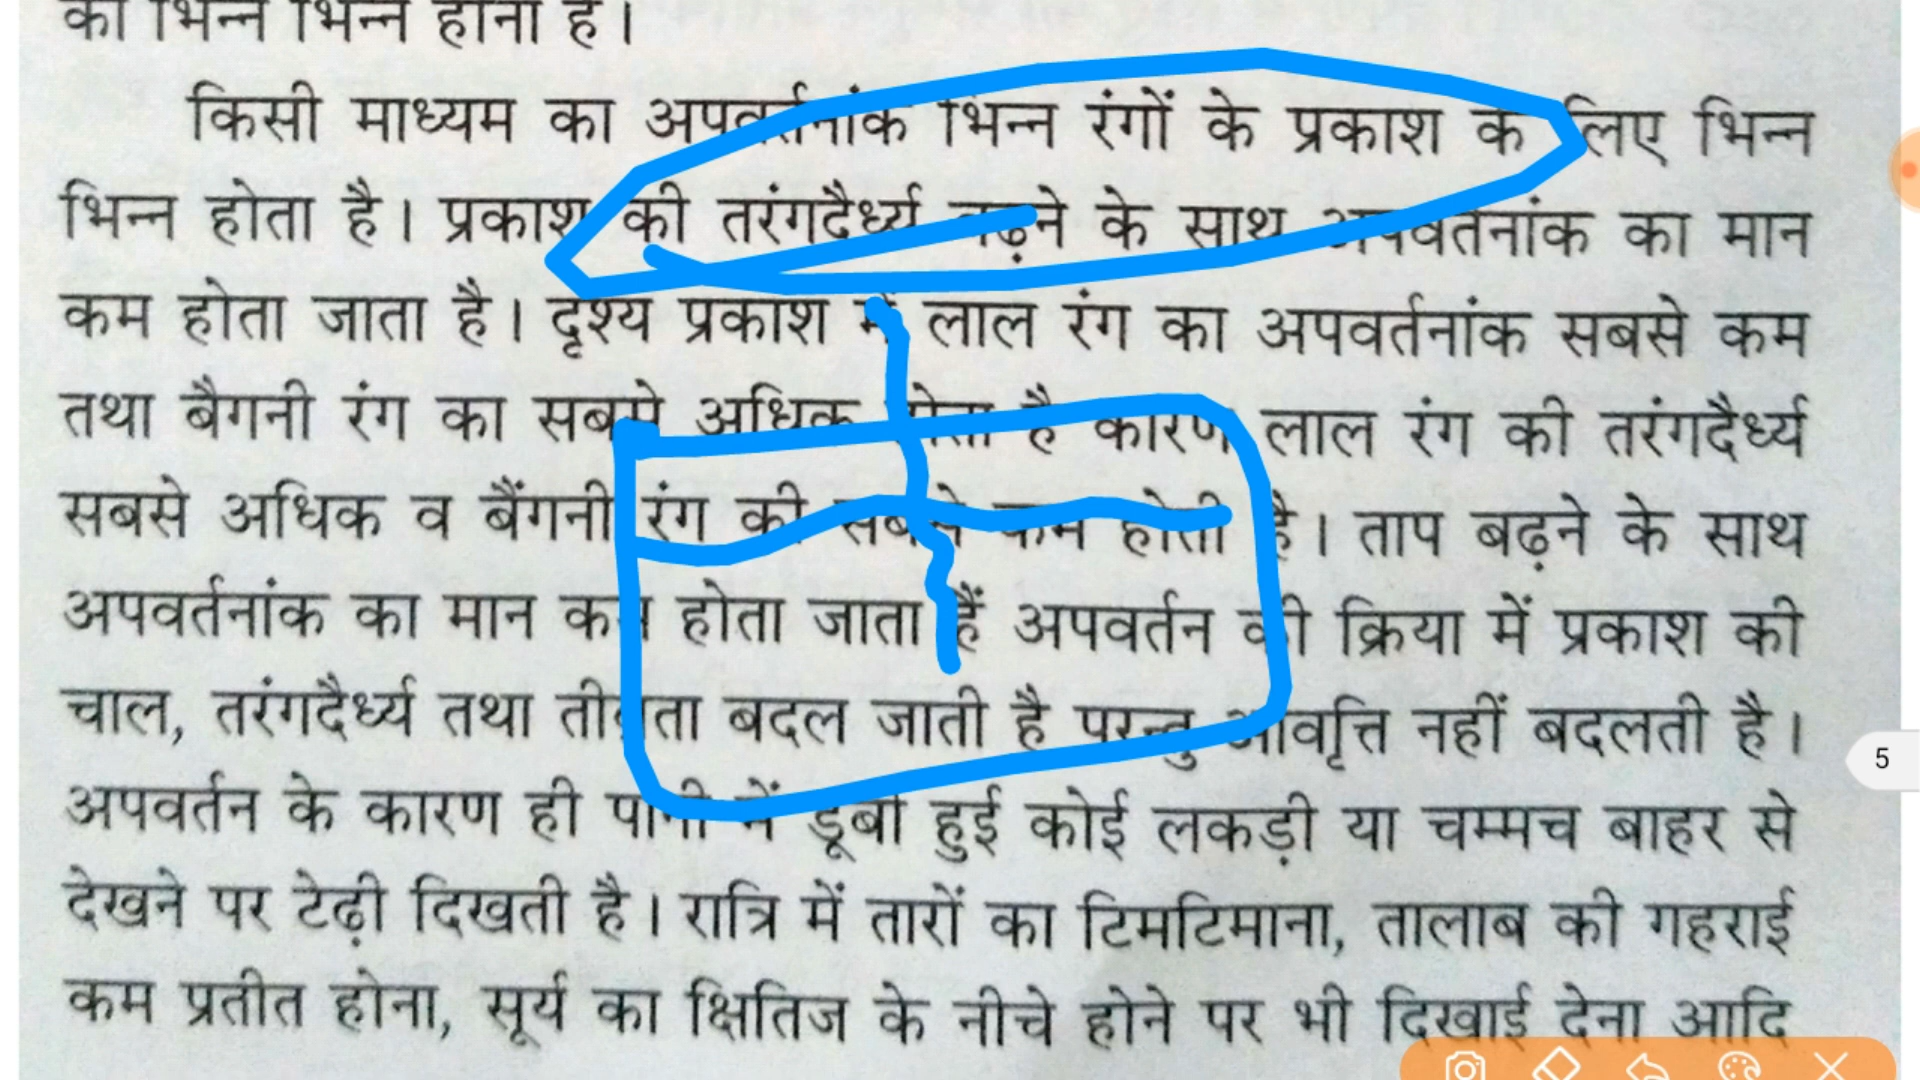 का भिन्न भिन्न होना है।
किसी माध्यम का अपवर्तनांक भिन्न रंगों के प्रकाश के लिए भिन्न
भिन्न होता है। प्रकाश की तरंगदैर्ध्य बढ़ने के साथ अपवर्तनांक का मान
कम होता जाता है। दृश्य प्रकाश में लाल रंग का अपवर्तनांक सबसे कम
तथा बैगनी रंग का सबसे अधिक होता है कारण लाल रंग की तरंगदैर्ध्य
सबसे अधिक व बैंगनी रंग की सबसे कम होती है। ताप बढ़ने के साथ
अपवर्तनांक का मान कम होता जाता हैं अपवर्तन की क्रिया में प्रकाश की
चाल, तरंगदैर्ध्य तथा तीव्रता बदल जाती है परन्तु आवृत्ति नहीं बदलती है।
अपवर्तन के कारण ही पानी में डूबी हुई कोई लकड़ी या चम्मच बाहर से
देखने पर टेढ़ी दिखती है। रात्रि में तारों का टिमटिमाना, तालाब की गहराई
कम प्रतीत होना, सूर्य का क्षितिज के नीचे होने पर भी दिखाई देना आदि
5